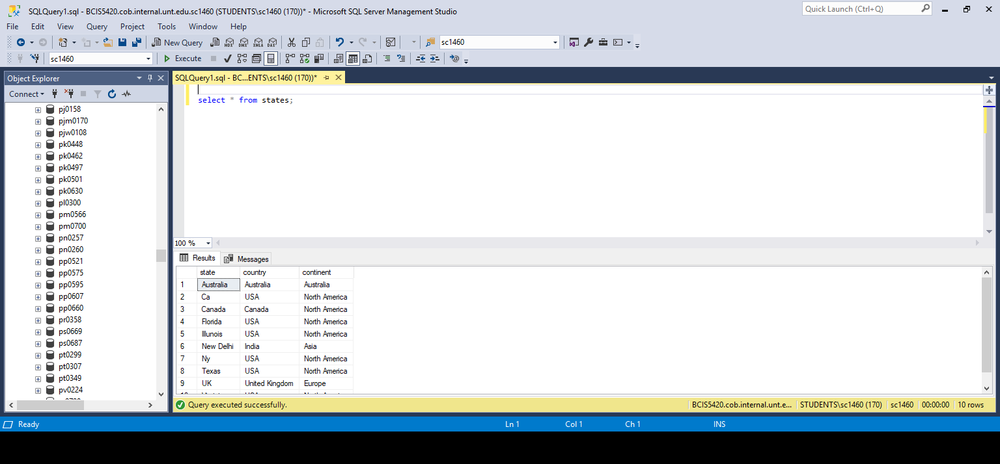 SQLQuery1.sql - BCIS5420.cob.internal.unt.edu.sc1460 (STUDENTS\sc1460 (170))* - Microsoft SQL Server Management Studio
Quick Launch (Ctrl+Q)
File Edit View Query Project Tools Window Help
New Query MDX DMX XMLA DAX sc1460
sc1460 Execute
Object Explorer
SQLQuery1.sql - BC...ENTS\sc1460 (170))*
Connect
select * from states;
pj0158
pjm0170
pjw0108
pk0448
pk0462
pk0497
pk0501
pk0630
pl0300
pm0566
pm0700
pn0257
pn0260
pp0521
pp0575
pp0595
pp0607
pp0660
pr0358
ps0669
ps0687
pt0299
pt0307
pt0349
pv0224
100 %
Results Messages
state country continent
1 Australia Australia Australia
2 Ca USA North America
3 Canada Canada North America
4 Florida USA North America
5 Illunois USA North America
6 New Delhi India Asia
7 Ny USA North America
8 Texas USA North America
9 UK United Kingdom Europe
Query executed successfully.
BCIS5420.cob.internal.unt.e... STUDENTS\sc1460 (170) sc1460 00:00:00 10 rows
Ready Ln 1 Col 1 Ch 1 INS